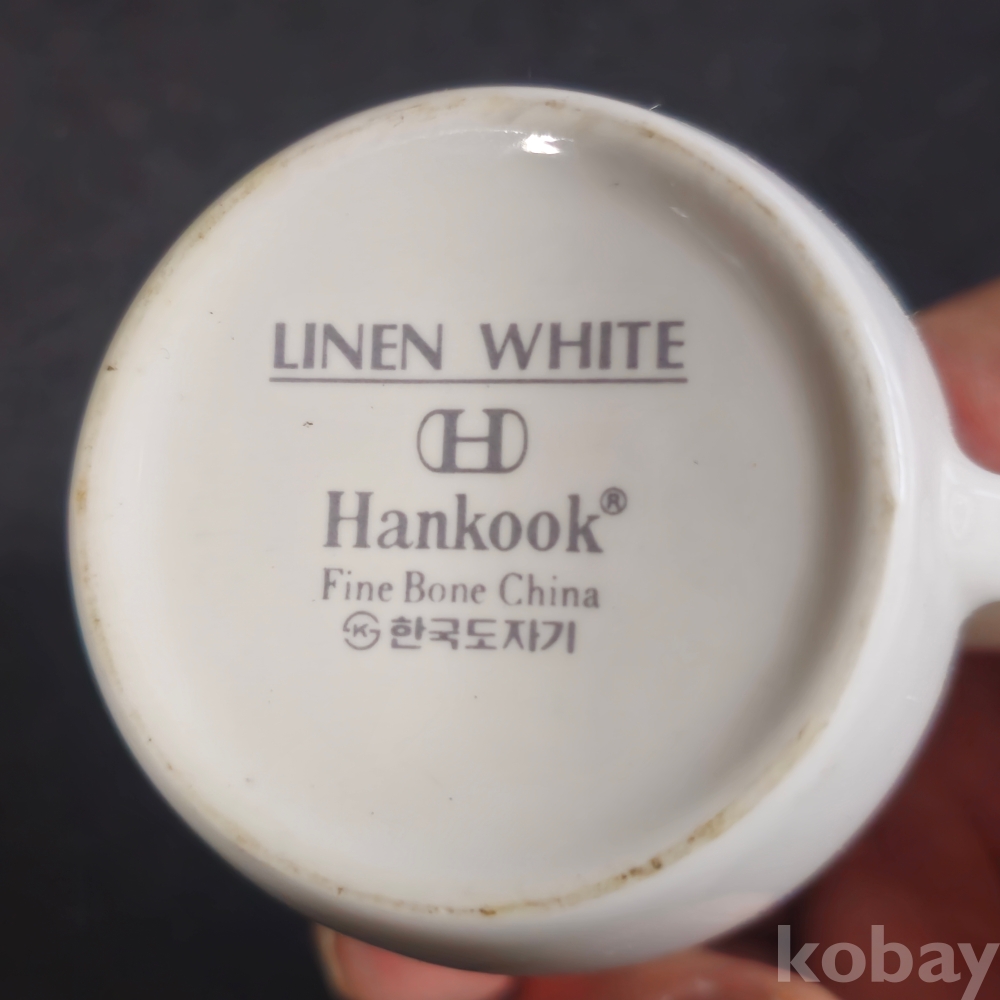 LINEN WHITE
H
Hankook®
Fine Bone China
K 한국도자기
kobay